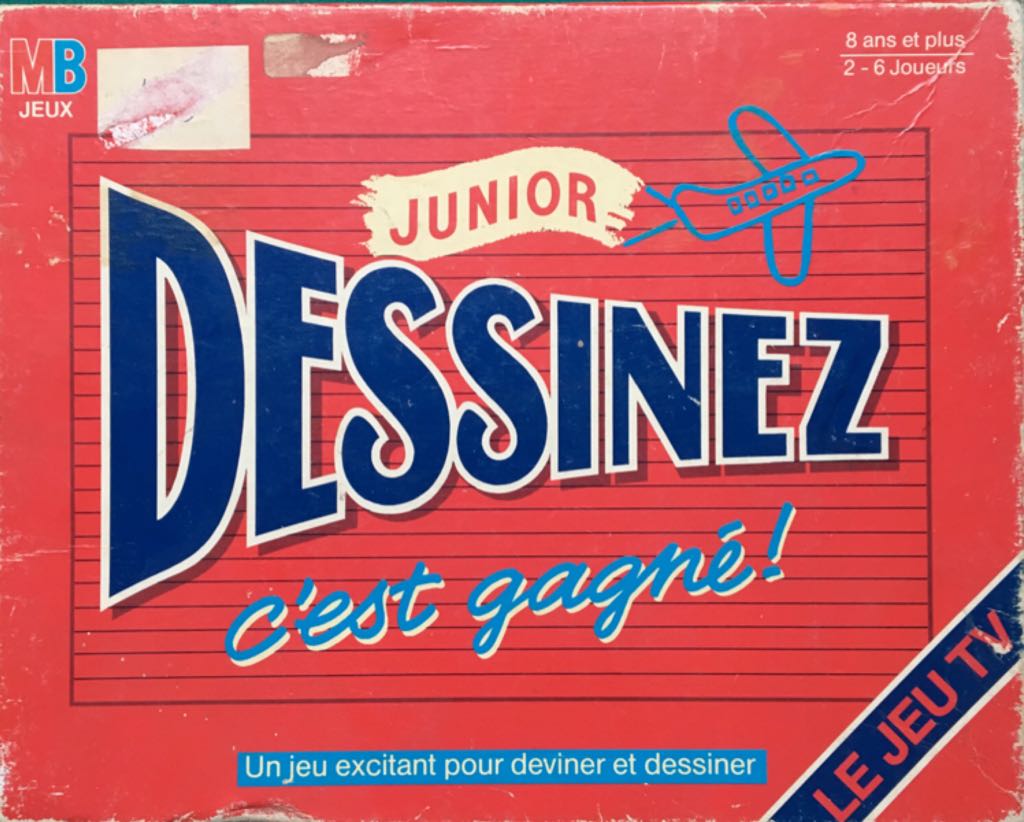 MB
JEUX
8 ans et plus
2 - 6 Joueurs
JUNIOR
DESSINEZ
c'est gagné!
LE JEU TV
Un jeu excitant pour deviner et dessiner